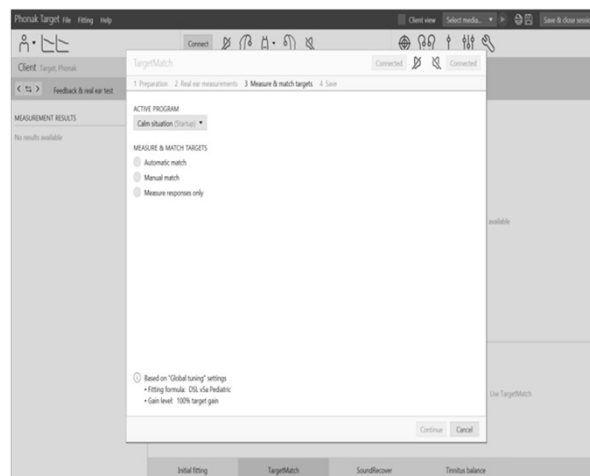 Phonak Target File Fitting Help Client view Select media... Save & close session
Connect
Client Target, Phonak
Feedback & real ear test
MEASUREMENT RESULTS
No results available
TargetMatch Connected Connected
1 Preparation 2 Real ear measurements 3 Measure & match targets 4 Save
ACTIVE PROGRAM
Calm situation (Startup)
MEASURE & MATCH TARGETS
Automatic match
Manual match
Measure responses only
available
Based on "Global tuning" settings
• Fitting formula: DSL v5a Pediatric
• Gain level: 100% target gain
Use TargetMatch
Continue Cancel
Initial fitting TargetMatch SoundRecover Tinnitus balance